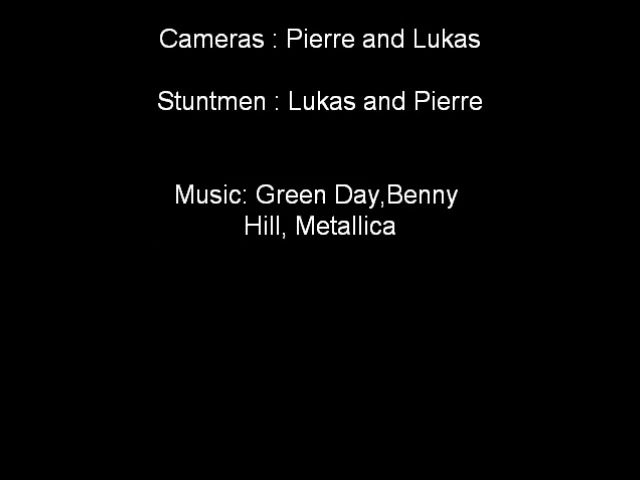 Cameras : Pierre and Lukas
Stuntmen : Lukas and Pierre
Music: Green Day,Benny
Hill, Metallica